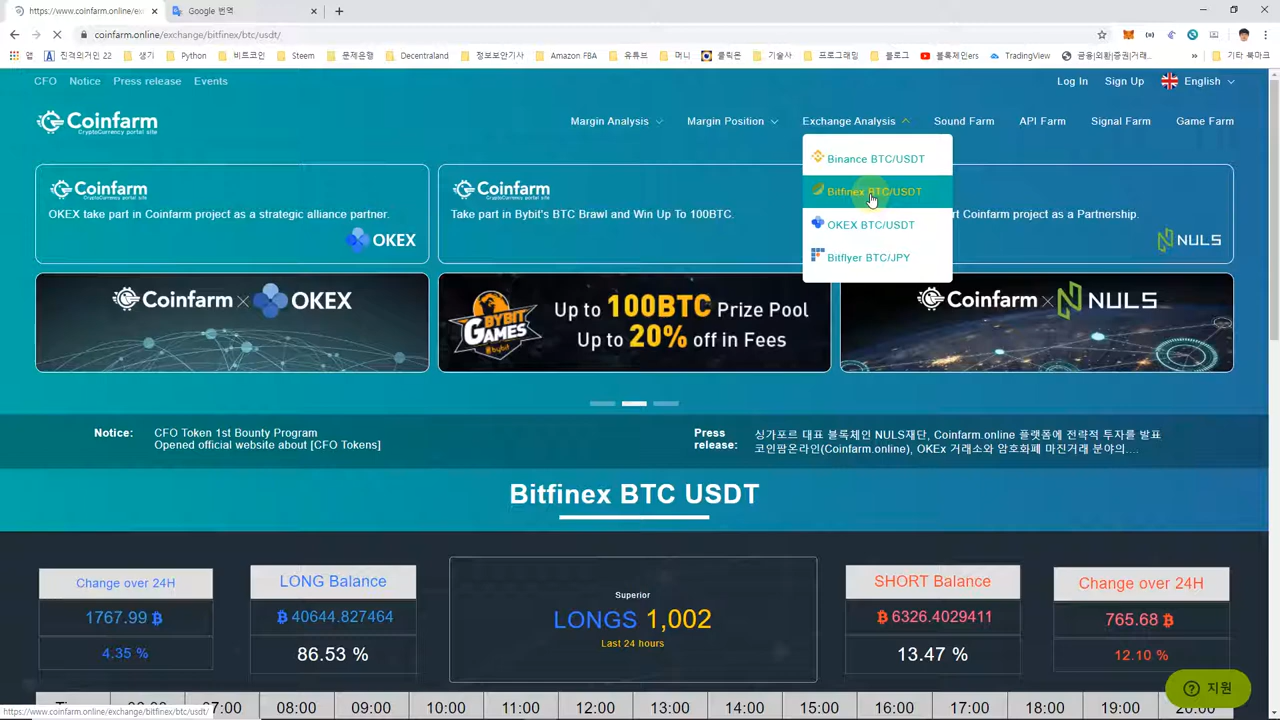 https://www.coinfarm.online/ex
Google 번역
coinfarm.online/exchange/bitfinex/btc/usdt/
앱
진격의거인 22
생기
Python
비트코인
Steem
문제은행
Decentraland
정보보안기사
Amazon FBA
유튜브
머니
클릭몬
기술사
프로그래밍
블로그
블록체인ers
TradingView
금융|외환|증권|거래...
기타 북마크
CFO Notice Press release Events
Log In Sign Up English
Coinfarm
CryptoCurrency portal site
Margin Analysis Margin Position Exchange Analysis Sound Farm API Farm Signal Farm Game Farm
Binance BTC/USDT
Bitfinex BTC/USDT
OKEX BTC/USDT
Bitflyer BTC/JPY
Coinfarm
OKEX take part in Coinfarm project as a strategic alliance partner.
OKEX
Coinfarm
Take part in Bybit's BTC Brawl and Win Up To 100BTC.
rt Coinfarm project as a Partnership.
NULS
Coinfarm x OKEX
BYBIT GAMES
bybit
Up to 100BTC Prize Pool
Up to 20% off in Fees
Coinfarm x NULS
Notice:
CFO Token 1st Bounty Program
Opened official website about [CFO Tokens]
Press release:
싱가포르 대표 블록체인 NULS재단, Coinfarm.online 플랫폼에 전략적 투자를 발표
코인팜온라인(Coinfarm.online), OKEx 거래소와 암호화폐 마진거래 분야의....
Bitfinex BTC USDT
Change over 24H
1767.99
4.35 %
LONG Balance
40644.827464
86.53 %
Superior
LONGS 1,002
Last 24 hours
SHORT Balance
6326.4029411
13.47 %
Change over 24H
765.68
12.10 %
지원
07:00 08:00 09:00 10:00 11:00 12:00 13:00 14:00 15:00 16:00 17:00 18:00 19:00 20:00
https://www.coinfarm.online/exchange/bitfinex/btc/usdt/